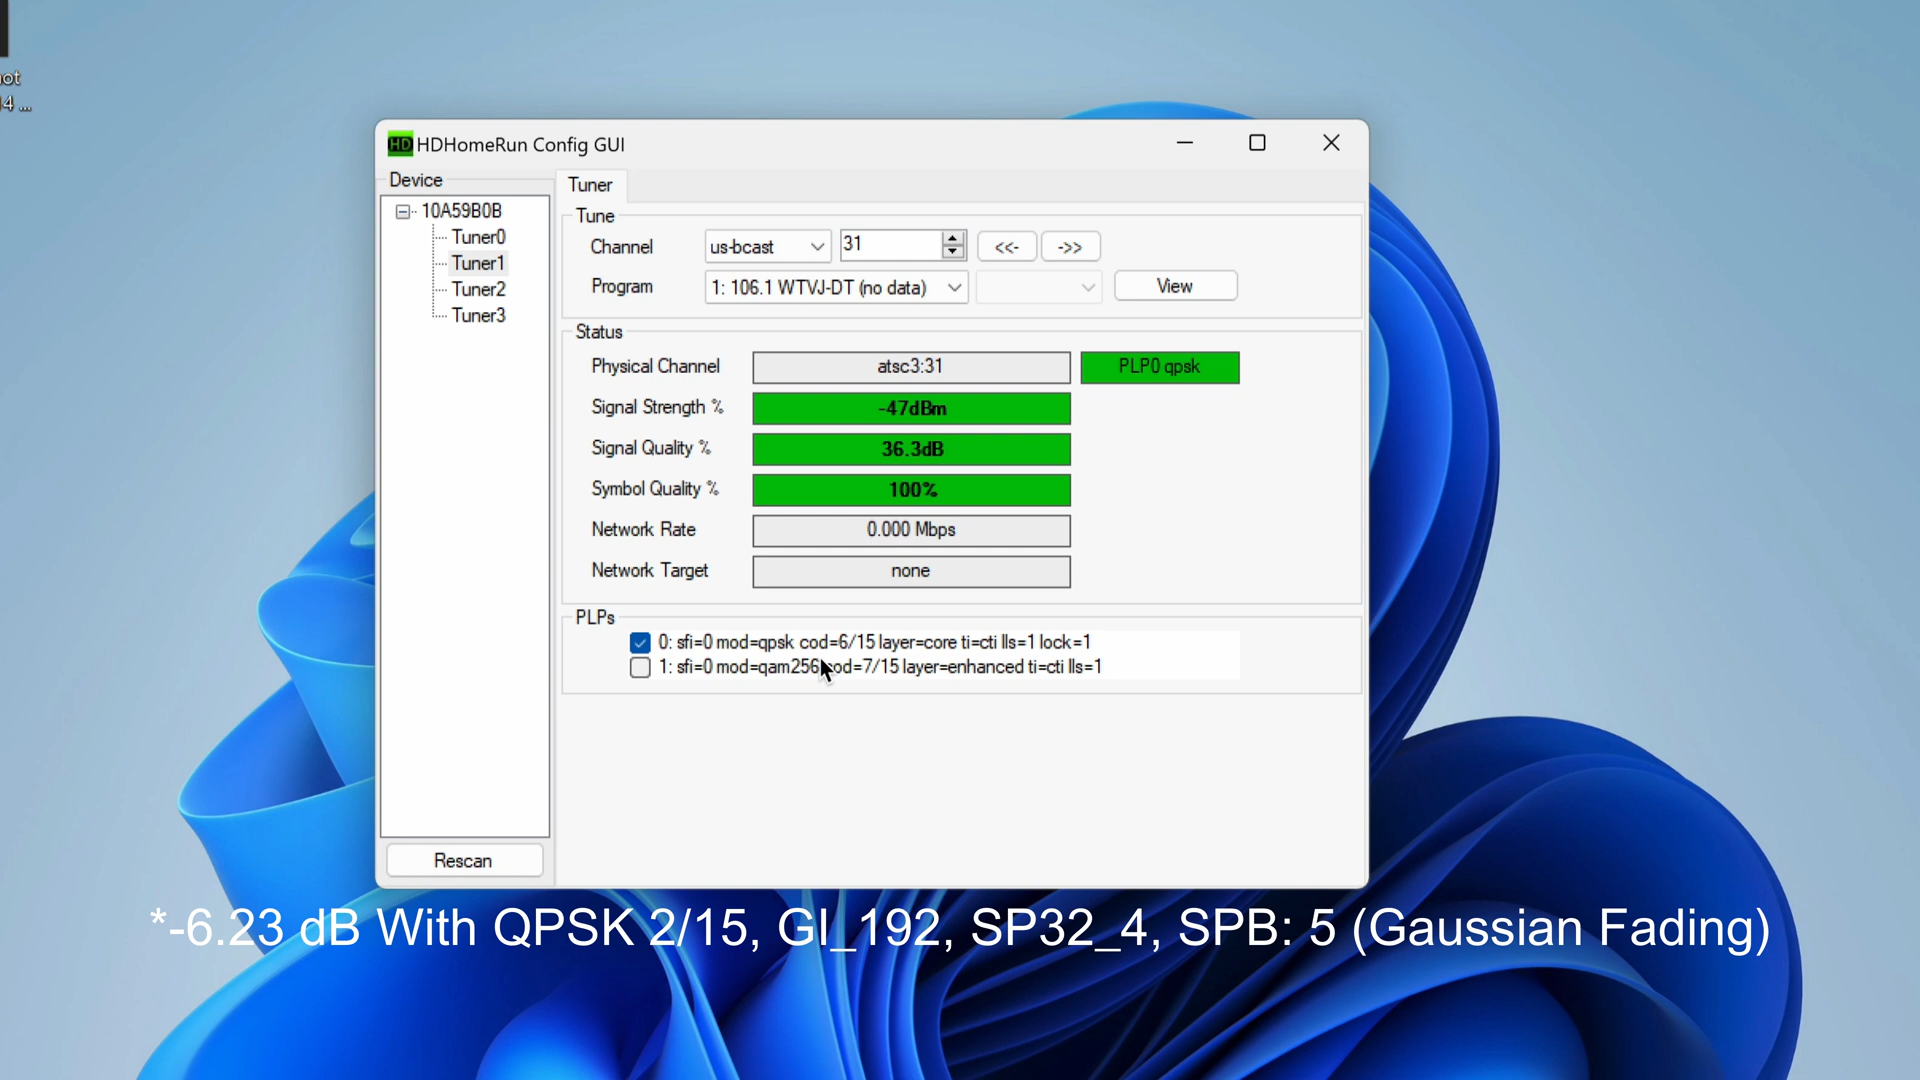 ot
4 ...
HD HDHomeRun Config GUI
Device
10A59B0B
Tuner0
Tuner1
Tuner2
Tuner3
Rescan
Tuner
Tune
Channel us-bcast 31 <<- ->>
Program 1: 106.1 WTVJ-DT (no data) View
Status
Physical Channel atsc3:31 PLP0 qpsk
Signal Strength % -47dBm
Signal Quality % 36.3dB
Symbol Quality % 100%
Network Rate 0.000 Mbps
Network Target none
PLPs
0: sfi=0 mod=qpsk cod=6/15 layer=core ti=cti lls=1 lock=1
1: sfi=0 mod=qam256 cod=7/15 layer=enhanced ti=cti lls=1
*-6.23 dB With QPSK 2/15, GI_192, SP32_4, SPB: 5 (Gaussian Fading)